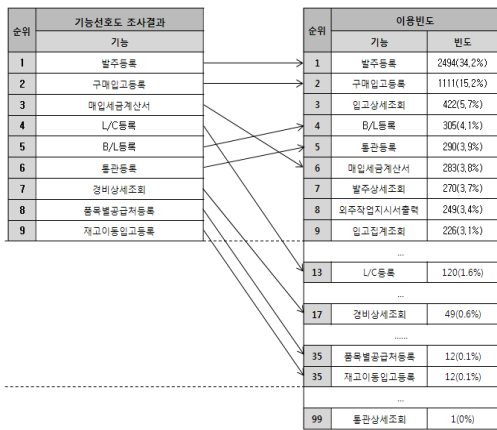 순위 기능선호도 조사결과
기능
1 발주등록
2 구매입고등록
3 매입세금계산서
4 L/C등록
5 B/L등록
6 통관등록
7 경비상세조회
8 품목별공급처등록
9 재고이동입고등록
순위 이용빈도
기능 빈도
1 발주등록 2494(34,2%)
2 구매입고등록 1111(15,2%)
3 입고상세조회 422(5,7%)
4 B/L등록 305(4,1%)
5 통관등록 290(3,9%)
6 매입세금계산서 283(3,8%)
7 발주상세조회 270(3,7%)
8 외주작업지시서출력 249(3,4%)
9 입고집계조회 226(3,1%)
...
13 L/C등록 120(1.6%)
...
17 경비상세조회 49(0.6%)
......
35 품목별공급처등록 12(0.1%)
35 재고이동입고등록 12(0.1%)
...
99 통관상세조회 1(0%)